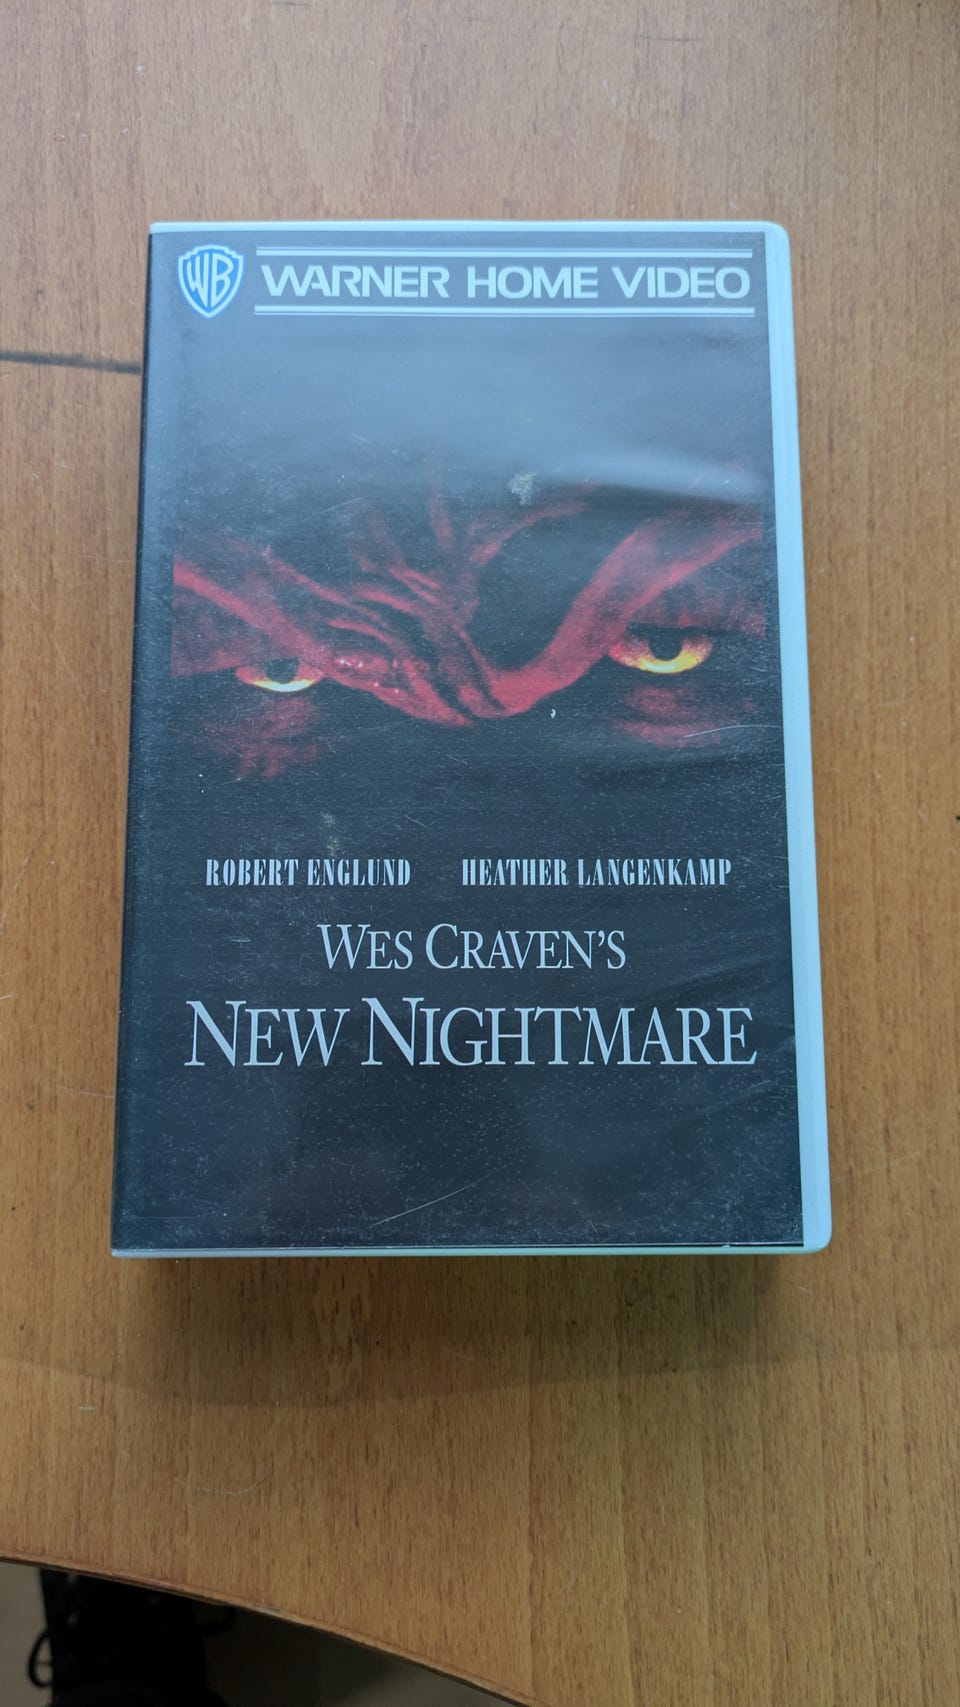 WB WARNER HOME VIDEO
ROBERT ENGLUND HEATHER LANGENKAMP
WES CRAVEN'S
NEW NIGHTMARE